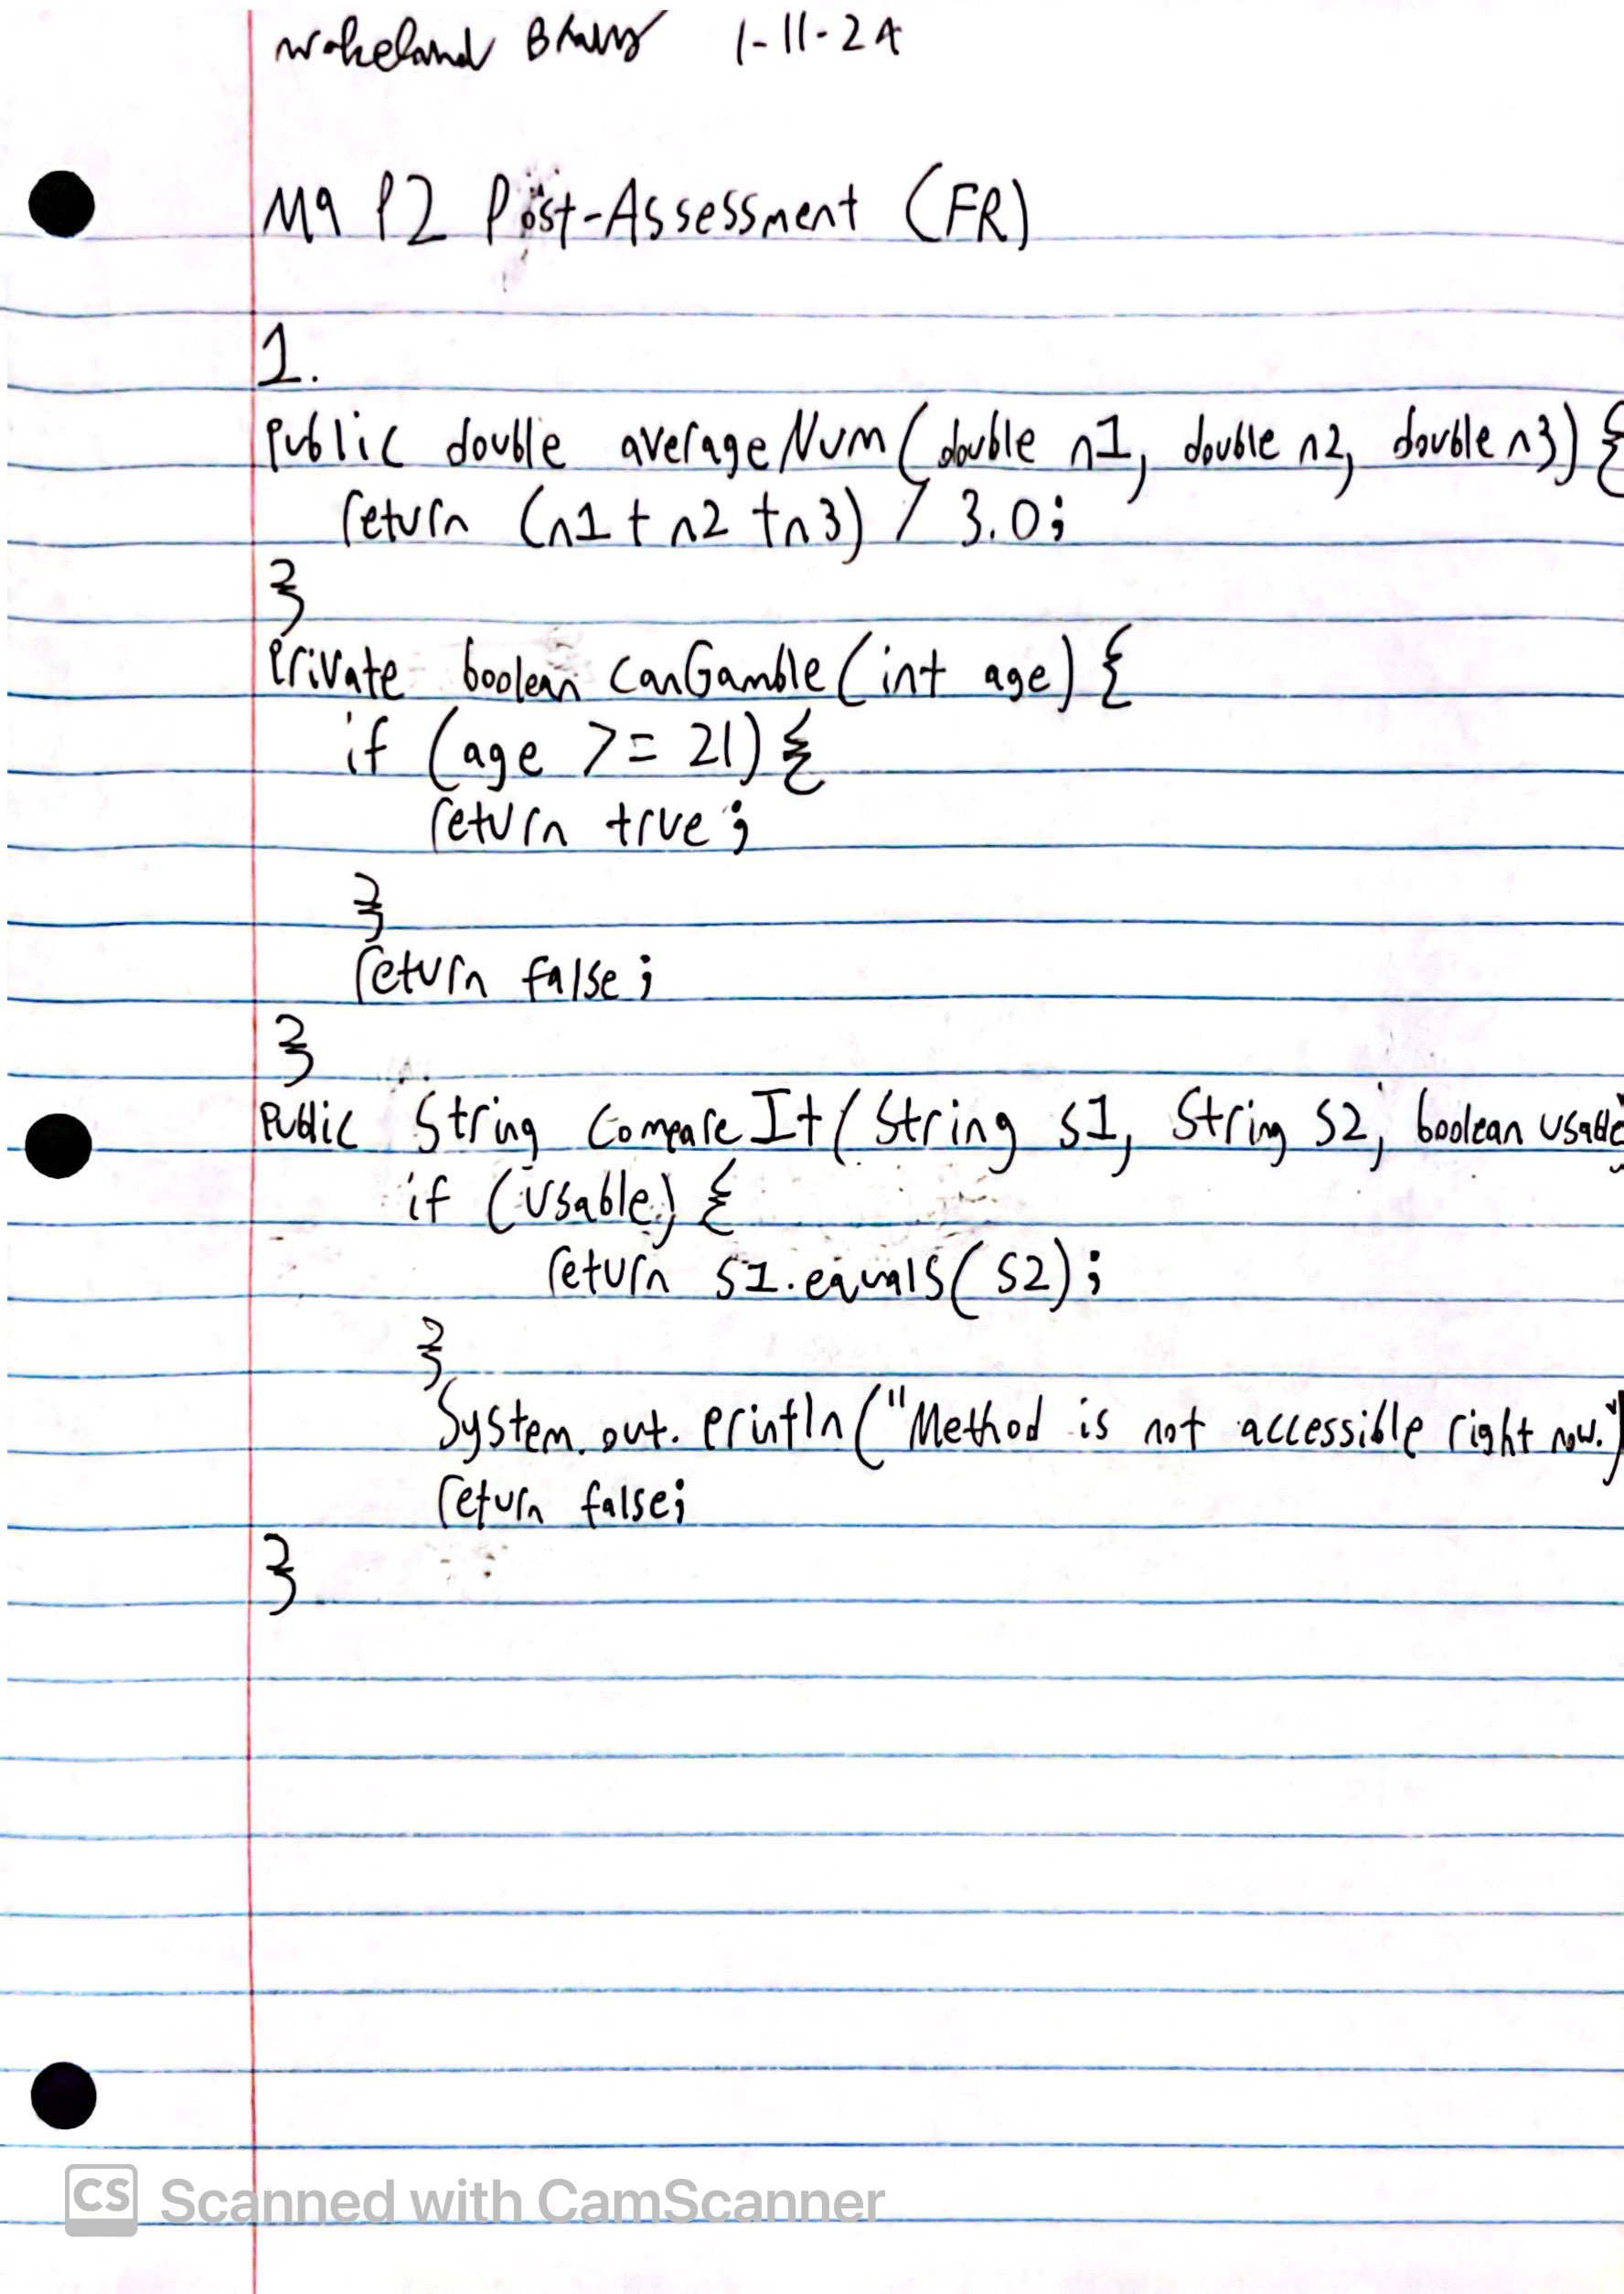 Wakeland 1-11-24
M9 P2 Post-Assessment (FR)
1.
Public double averageNum(double n1, double n2, double n3) {
return (n1 + n2 + n3) / 3.0;
}
Private boolean canGamble(int age) {
if (age >= 21) {
return true;
}
return false;
}
Public String compareIt(String s1, String s2, boolean usable
if (usable) {
return s1.equals(s2);
}
System.out.println("Method is not accessible right now.")
return false;
}
CS Scanned with CamScanner